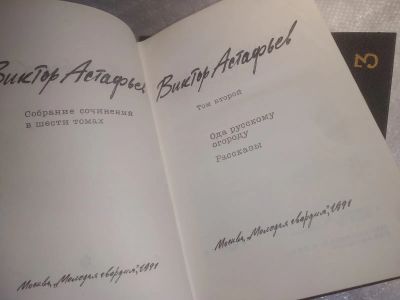 Виктор Астафьев
Собрание сочинений
в шести томах
Москва, „Молодая гвардия", 1991
Виктор Астафьев
Том второй
Ода русскому
огороду
Рассказы
Москва, „Молодая гвардия", 1991
3